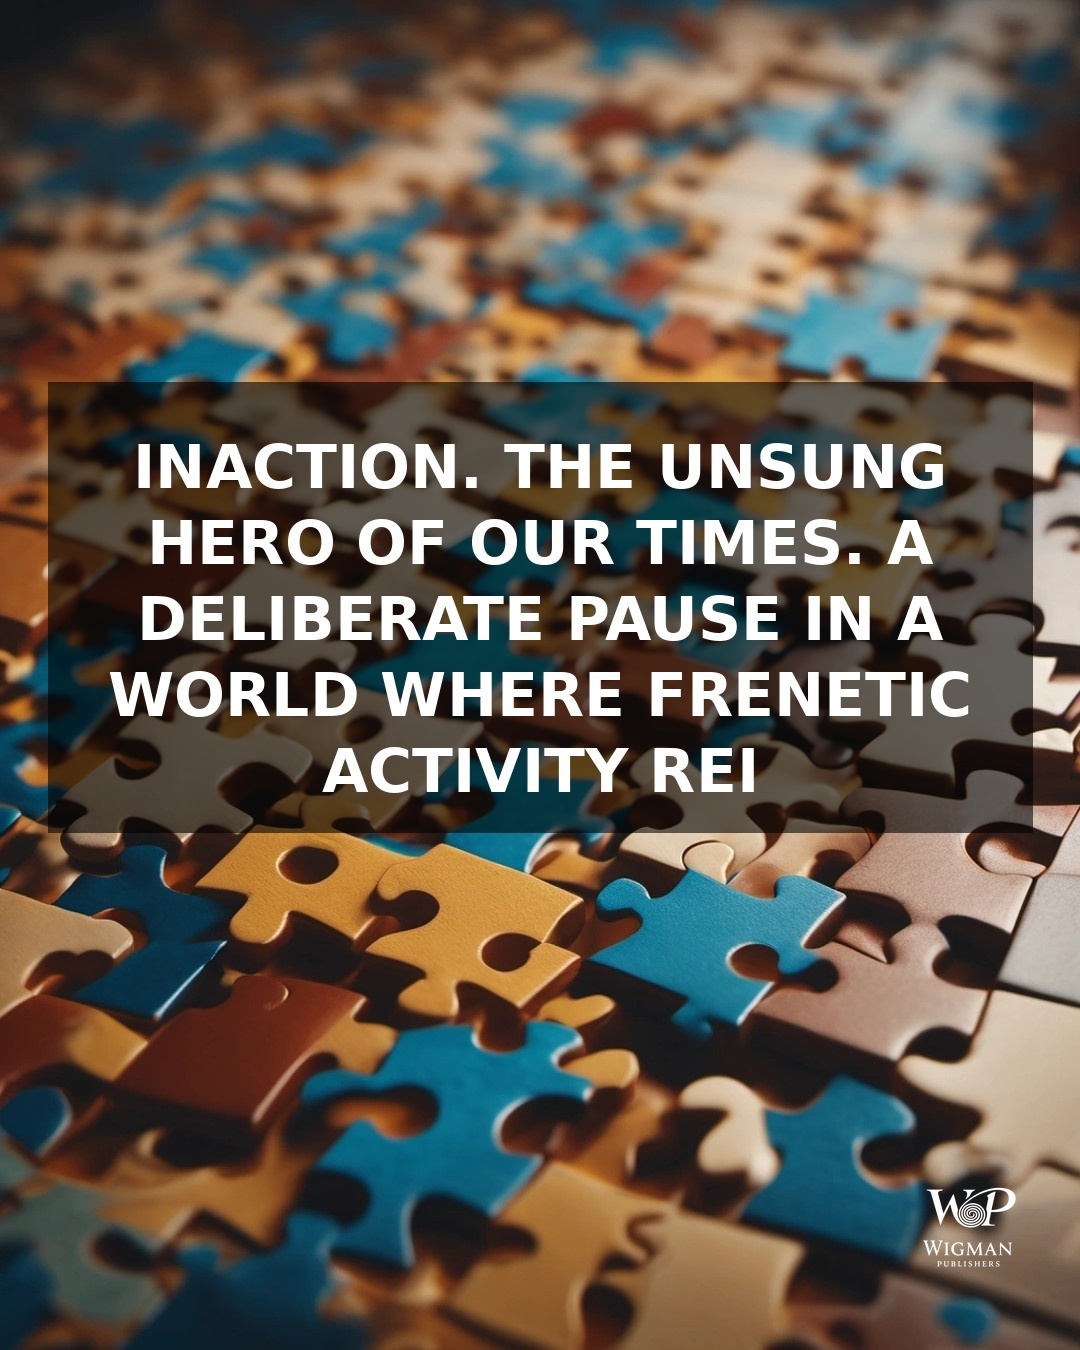 INACTION. THE UNSUNG
HERO OF OUR TIMES. A
DELIBERATE PAUSE IN A
WORLD WHERE FRENETIC
ACTIVITY REI
WP
WIGMAN
PUBLISHERS